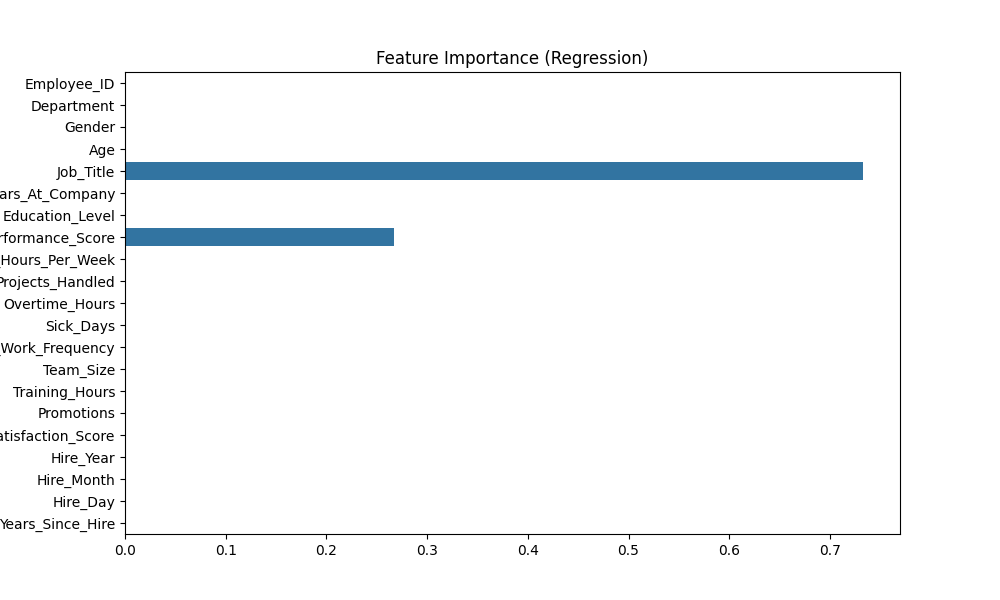 Feature Importance (Regression)
Employee_ID
Department
Gender
Age
Job_Title
ars_At_Company
Education_Level
rformance_Score
_Hours_Per_Week
Projects_Handled
Overtime_Hours
Sick_Days
_Work_Frequency
Team_Size
Training_Hours
Promotions
atisfaction_Score
Hire_Year
Hire_Month
Hire_Day
Years_Since_Hire
0.0 0.1 0.2 0.3 0.4 0.5 0.6 0.7